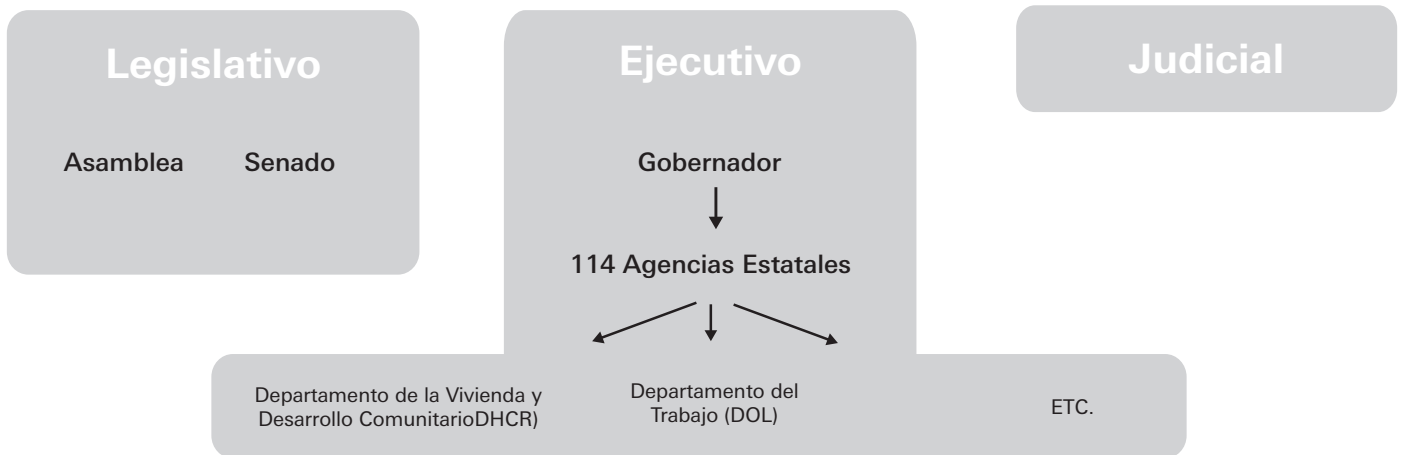 Legislativo
Ejecutivo
Judicial
Asamblea
Senado
Gobernador
114 Agencias Estatales
Departamento de la Vivienda y
Desarrollo ComunitarioDHCR)
Departamento del
Trabajo (DOL)
ETC.